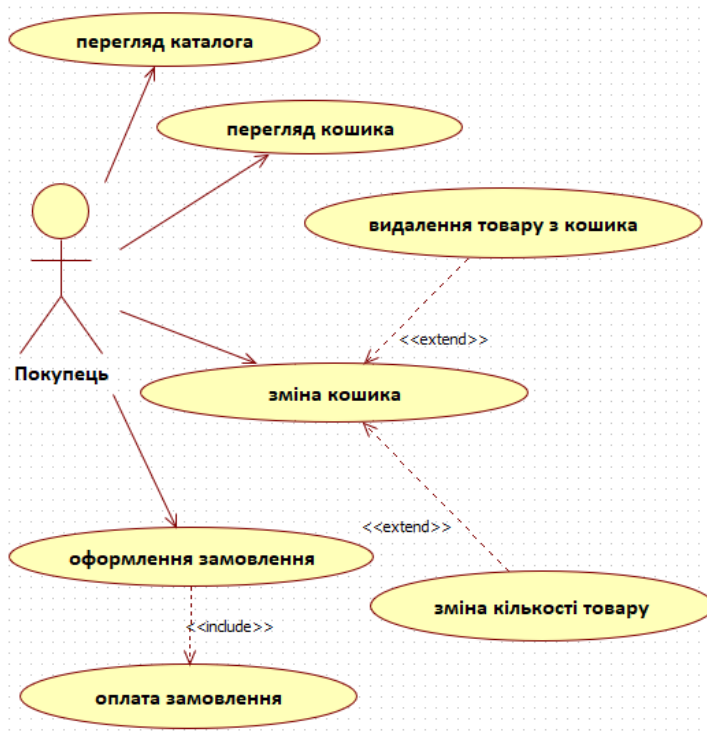 перегляд каталога
перегляд кошика
видалення товару з кошика
<<extend>>
Покупець
зміна кошика
<<extend>>
оформлення замовлення
зміна кількості товару
<<include>>
оплата замовлення